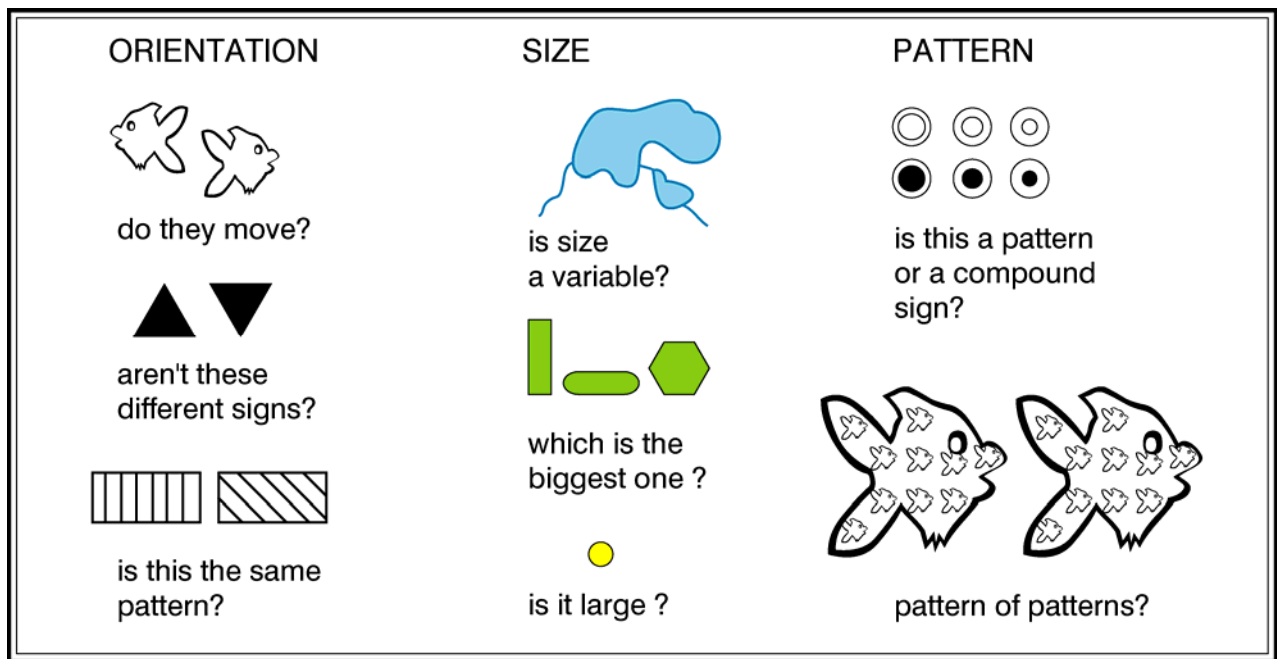 ORIENTATION
do they move?
aren't these
different signs?
is this the same
pattern?
SIZE
is size
a variable?
which is the
biggest one ?
is it large ?
PATTERN
is this a pattern
or a compound
sign?
pattern of patterns?